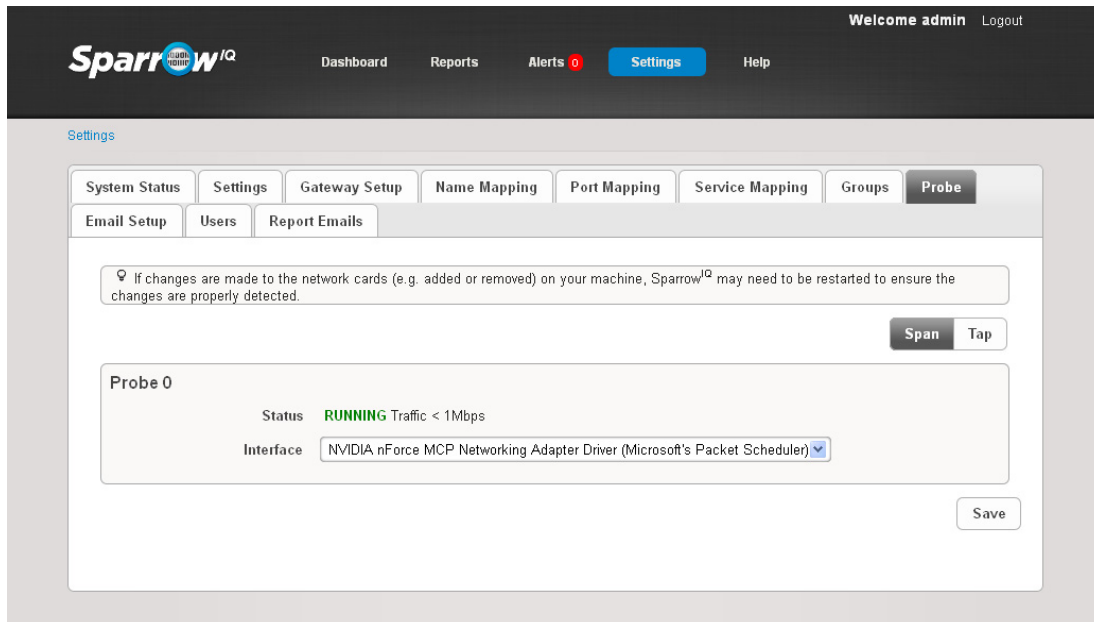 Welcome admin Logout
SparrowIQ
Dashboard Reports Alerts 0 Settings Help
Settings
System Status Settings Gateway Setup Name Mapping Port Mapping Service Mapping Groups Probe
Email Setup Users Report Emails
If changes are made to the network cards (e.g. added or removed) on your machine, SparrowIQ may need to be restarted to ensure the
changes are properly detected.
Span Tap
Probe 0
Status RUNNING Traffic < 1Mbps
Interface NVIDIA nForce MCP Networking Adapter Driver (Microsoft's Packet Scheduler)
Save